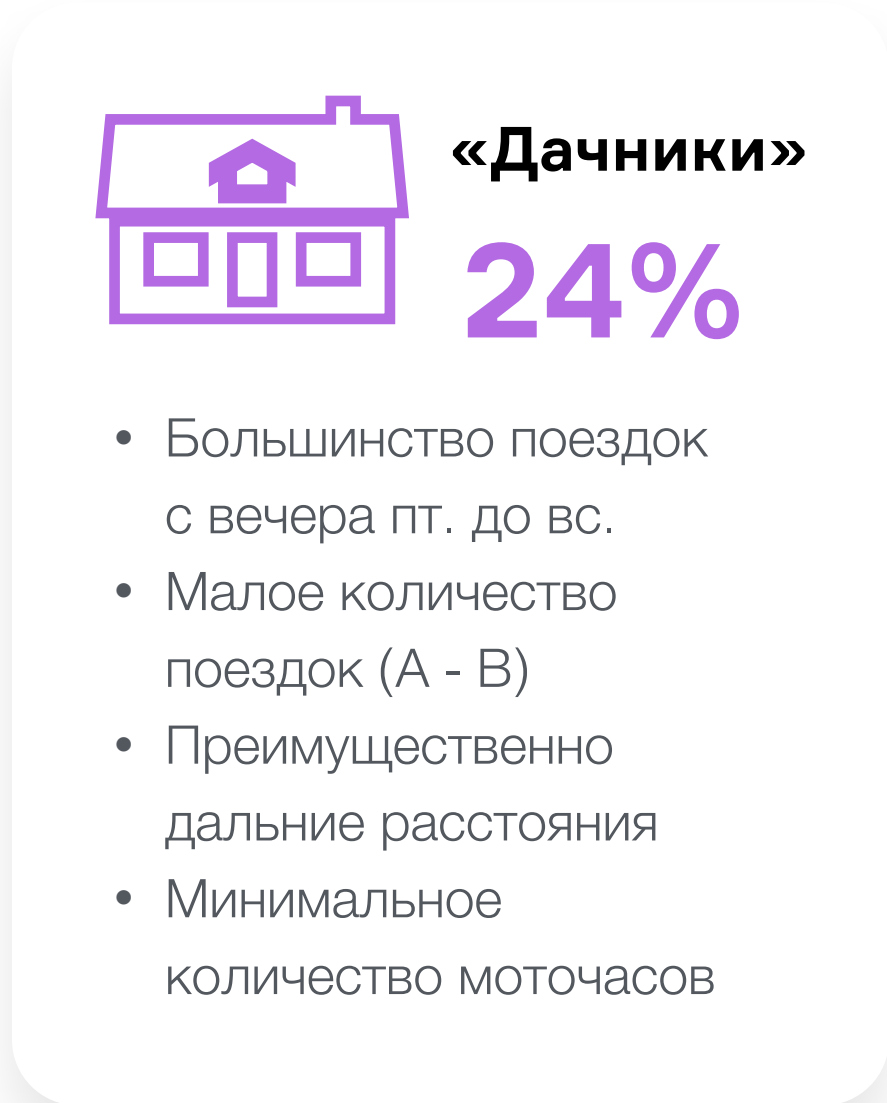 «Дачники»
24%
• Большинство поездок
с вечера пт. до вс.
• Малое количество
поездок (А - В)
• Преимущественно
дальние расстояния
• Минимальное
количество моточасов